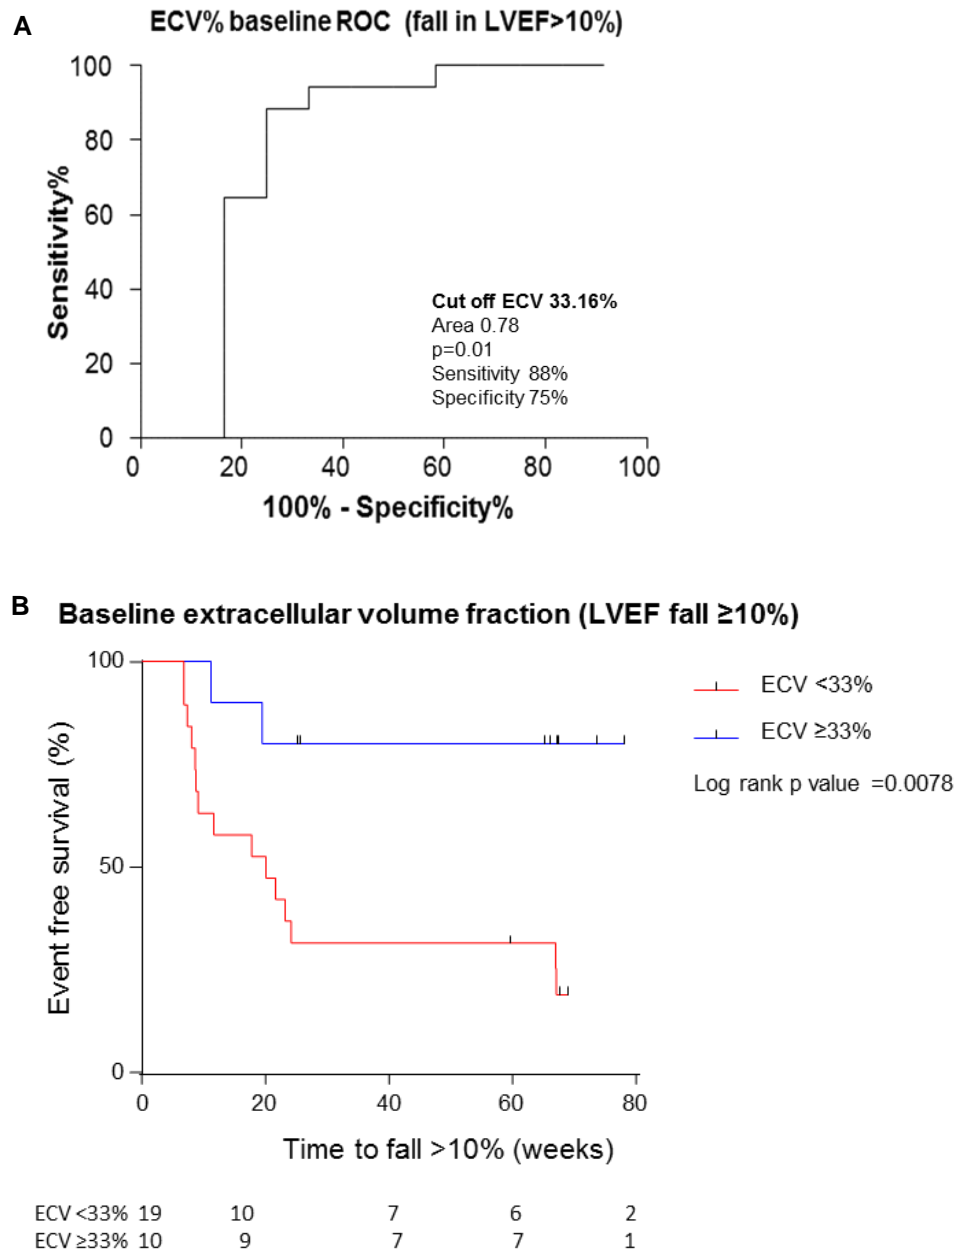 A
ECV% baseline ROC (fall in LVEF>10%)
100
80
60
40
20
0
Sensitivity%
Cut off ECV 33.16%
Area 0.78
p=0.01
Sensitivity 88%
Specificity 75%
0 20 40 60 80 100
100% - Specificity%
B
Baseline extracellular volume fraction (LVEF fall ≥10%)
100
50
0
Event free survival (%)
ECV <33%
ECV ≥33%
Log rank p value =0.0078
0 20 40 60 80
Time to fall >10% (weeks)
ECV <33% 19 10 7 6 2
ECV ≥33% 10 9 7 7 1